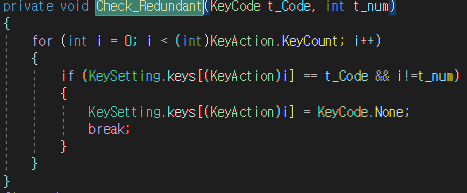 private void Check_Redundant(KeyCode t_Code, int t_num)
{
for (int i = 0; i < (int)KeyAction.KeyCount; i++)
{
if (KeySetting.keys[(KeyAction)i] == t_Code && i!=t_num)
{
KeySetting.keys[(KeyAction)i] = KeyCode.None;
break;
}
}
}